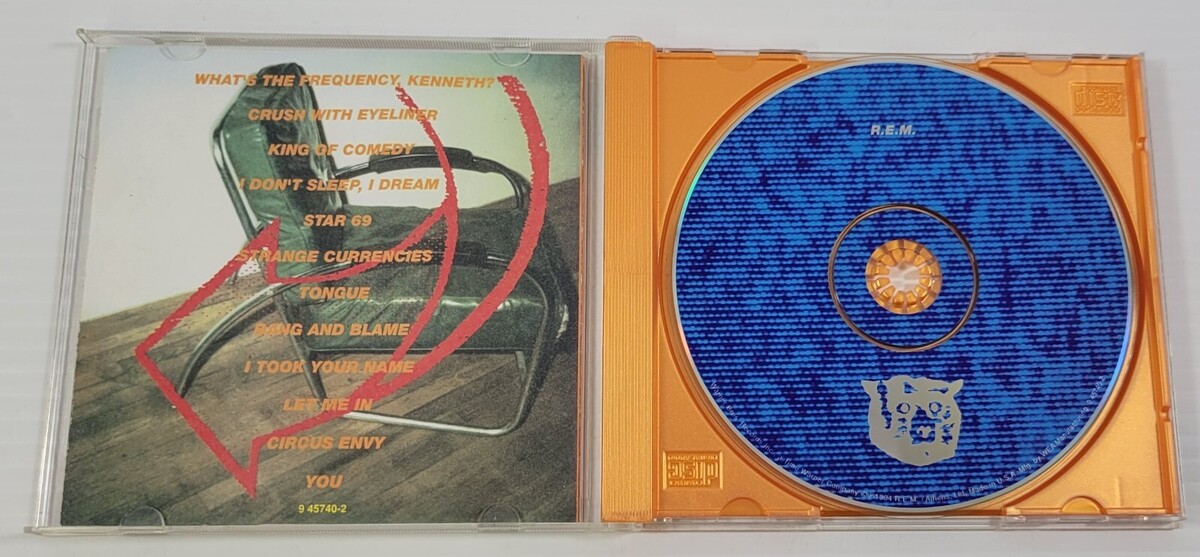 WHAT'S THE FREQUENCY, KENNETH?
CRUSH WITH EYELINER
KING OF COMEDY
I DON'T SLEEP, I DREAM
STAR 69
STRANGE CURRENCIES
TONGUE
BANG AND BLAME
I TOOK YOUR NAME
LET ME IN
CIRCUS ENVY
YOU
9 45740-2
R.E.M.